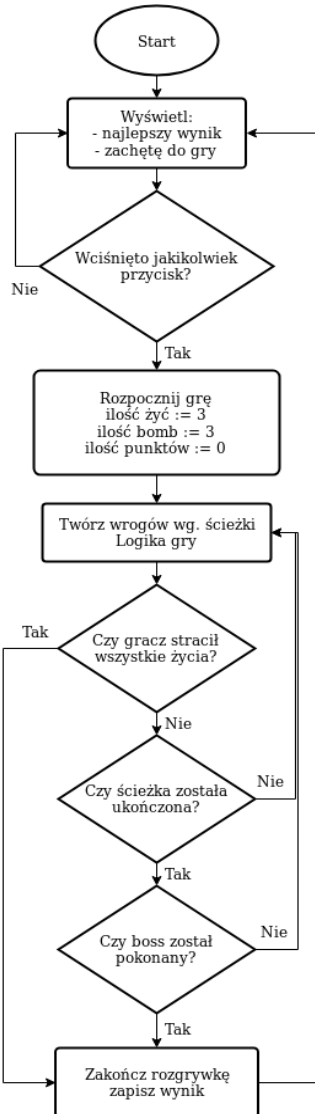 Start
Wyświetl:
- najlepszy wynik
- zachętę do gry
Wciśnięto jakikolwiek
przycisk?
Nie
Tak
Rozpocznij grę
ilość żyć := 3
ilość bomb := 3
ilość punktów := 0
Twórz wrogów wg. ścieżki
Logika gry
Tak
Czy gracz stracił
wszystkie życia?
Nie
Czy ścieżka została
ukończona?
Nie
Tak
Czy boss został
pokonany?
Nie
Tak
Zakończ rozgrywkę
zapisz wynik